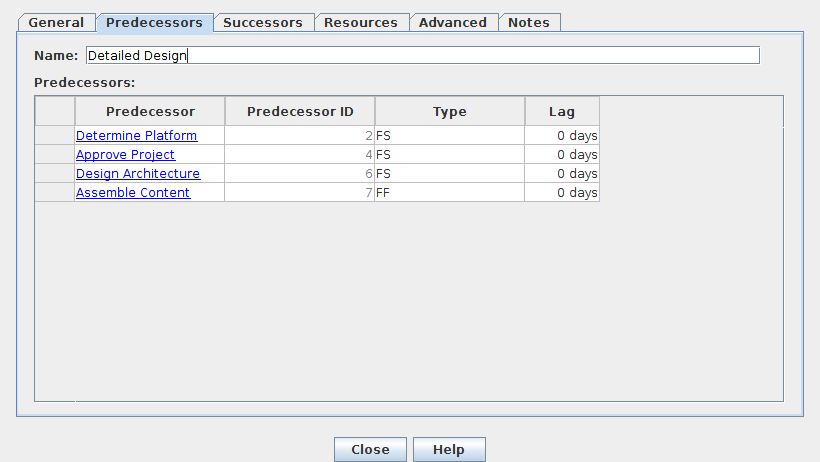 General Predecessors Successors Resources Advanced Notes
Name: Detailed Design
Predecessors:
Predecessor Predecessor ID Type Lag
Determine Platform 2 FS 0 days
Approve Project 4 FS 0 days
Design Architecture 6 FS 0 days
Assemble Content 7 FF 0 days
Close Help